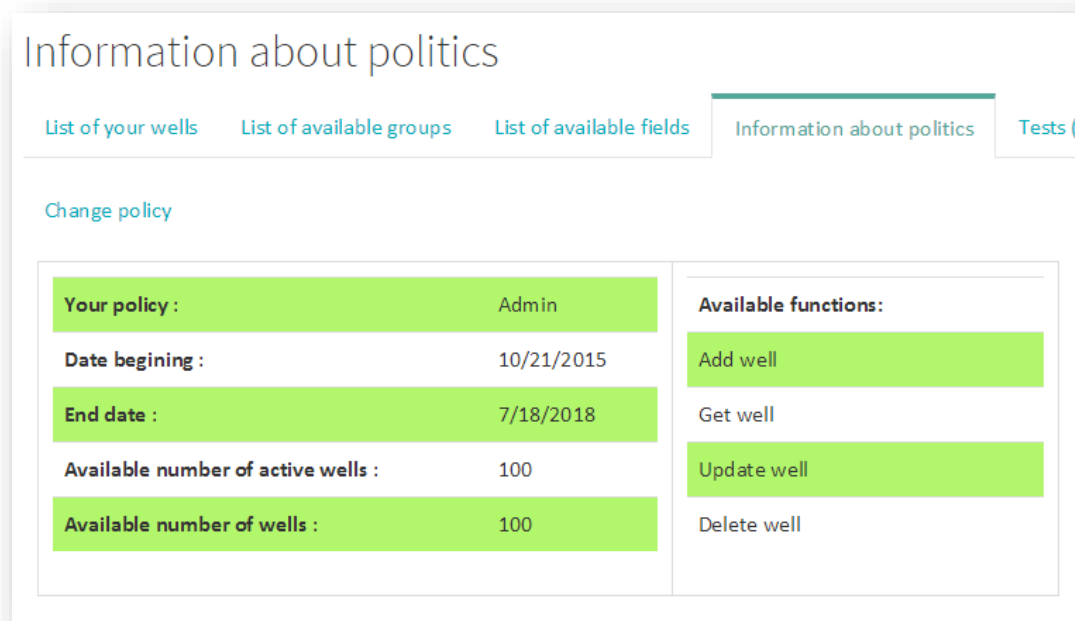 Information about politics
List of your wells List of available groups List of available fields Information about politics Tests (
Change policy
Your policy : Admin
Date begining : 10/21/2015
End date : 7/18/2018
Available number of active wells : 100
Available number of wells : 100
Available functions:
Add well
Get well
Update well
Delete well